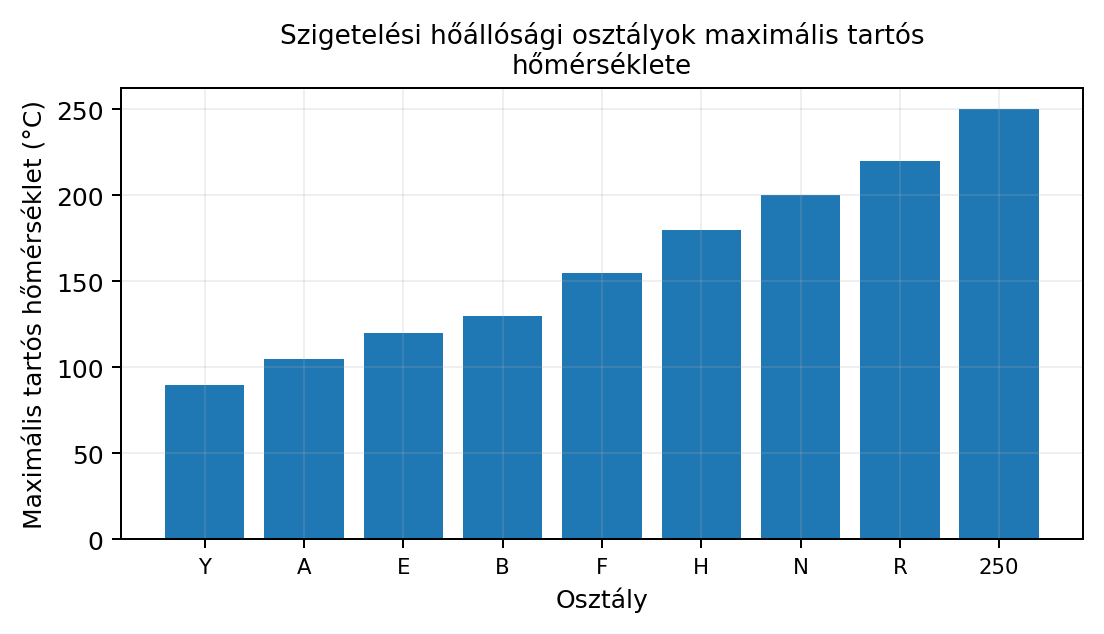 Szigetelési hőállósági osztályok maximális tartós
hőmérséklete
Maximális tartós hőmérséklet (°C)
250
200
150
100
50
0
Y A E B F H N R 250
Osztály